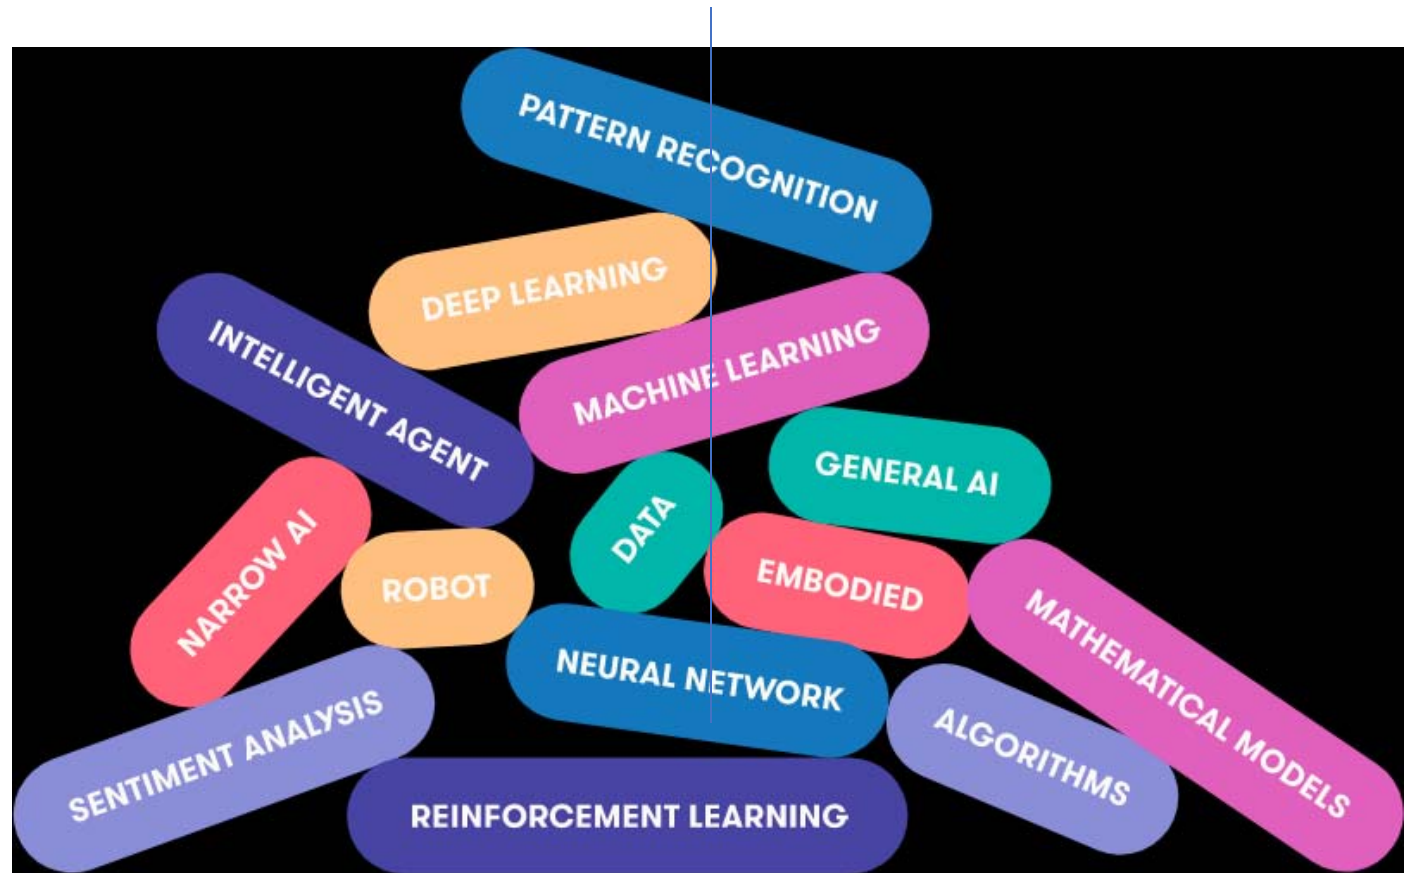 PATTERN RECOGNITION
DEEP LEARNING
INTELLIGENT AGENT
MACHINE LEARNING
GENERAL AI
NARROW AI
DATA
ROBOT
EMBODIED
MATHEMATICAL MODELS
NEURAL NETWORK
SENTIMENT ANALYSIS
ALGORITHMS
REINFORCEMENT LEARNING